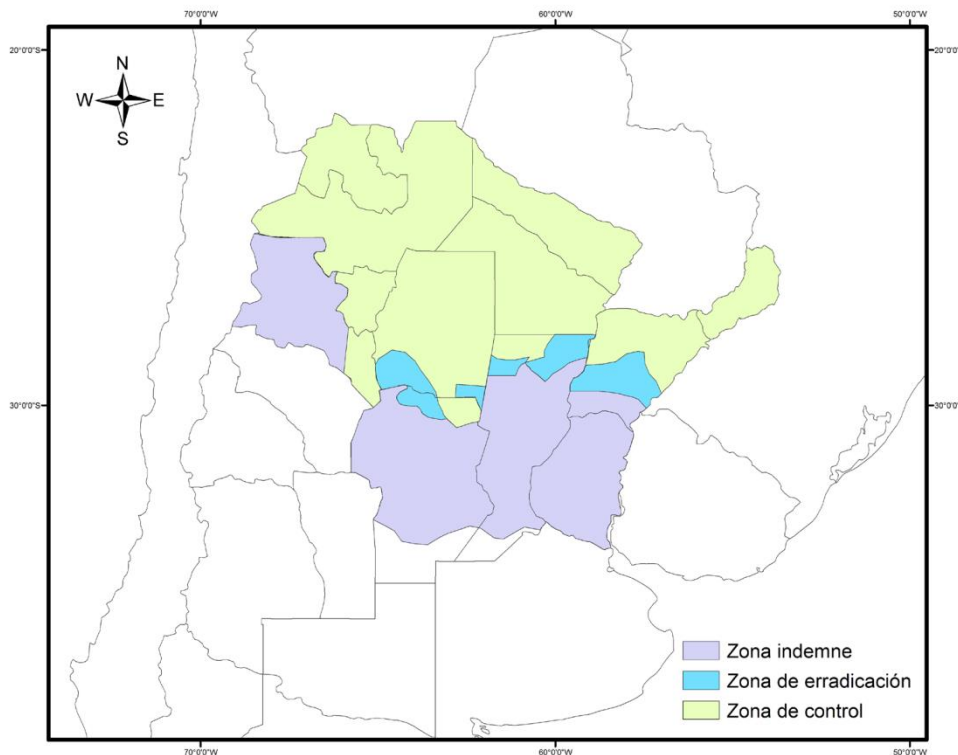 70°0'0"W 60°0'0"W 50°0'0"W
20°0'0"S 20°0'0"S
N
W E
S
30°0'0"S 30°0'0"S
Zona indemne
Zona de erradicación
Zona de control
70°0'0"W 60°0'0"W 50°0'0"W